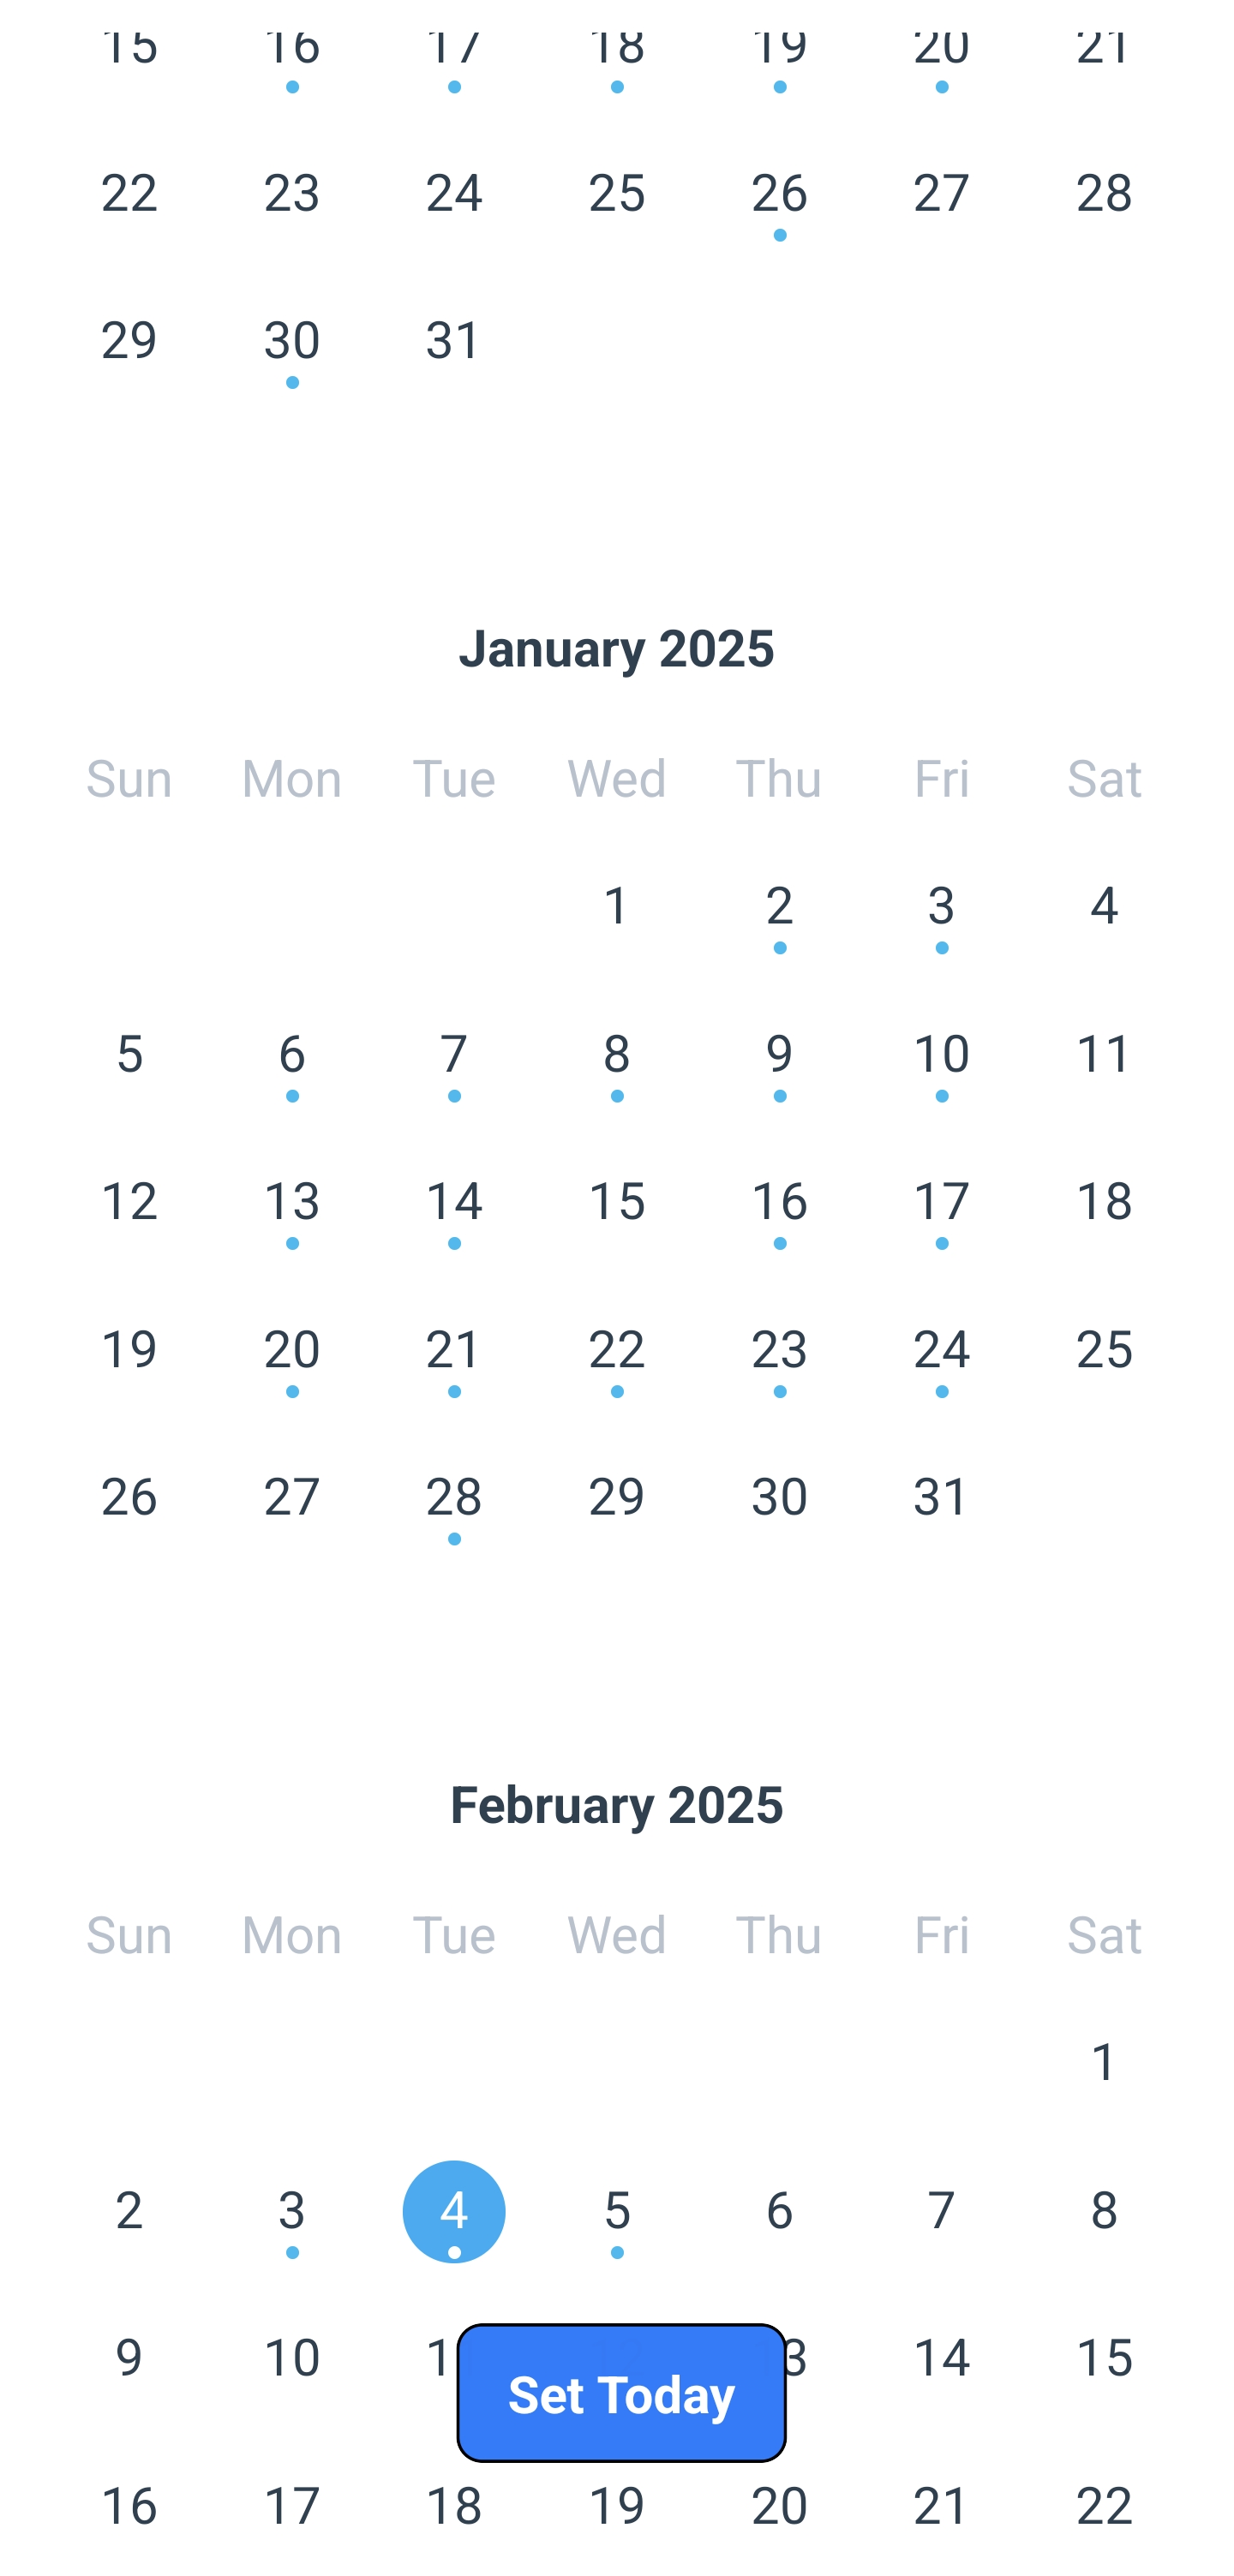 15 16 17 18 19 20 21
22 23 24 25 26 27 28
29 30 31
January 2025
Sun Mon Tue Wed Thu Fri Sat
1 2 3 4
5 6 7 8 9 10 11
12 13 14 15 16 17 18
19 20 21 22 23 24 25
26 27 28 29 30 31
February 2025
Sun Mon Tue Wed Thu Fri Sat
1
2 3 4 5 6 7 8
9 10 14 15
Set Today
16 17 18 19 20 21 22